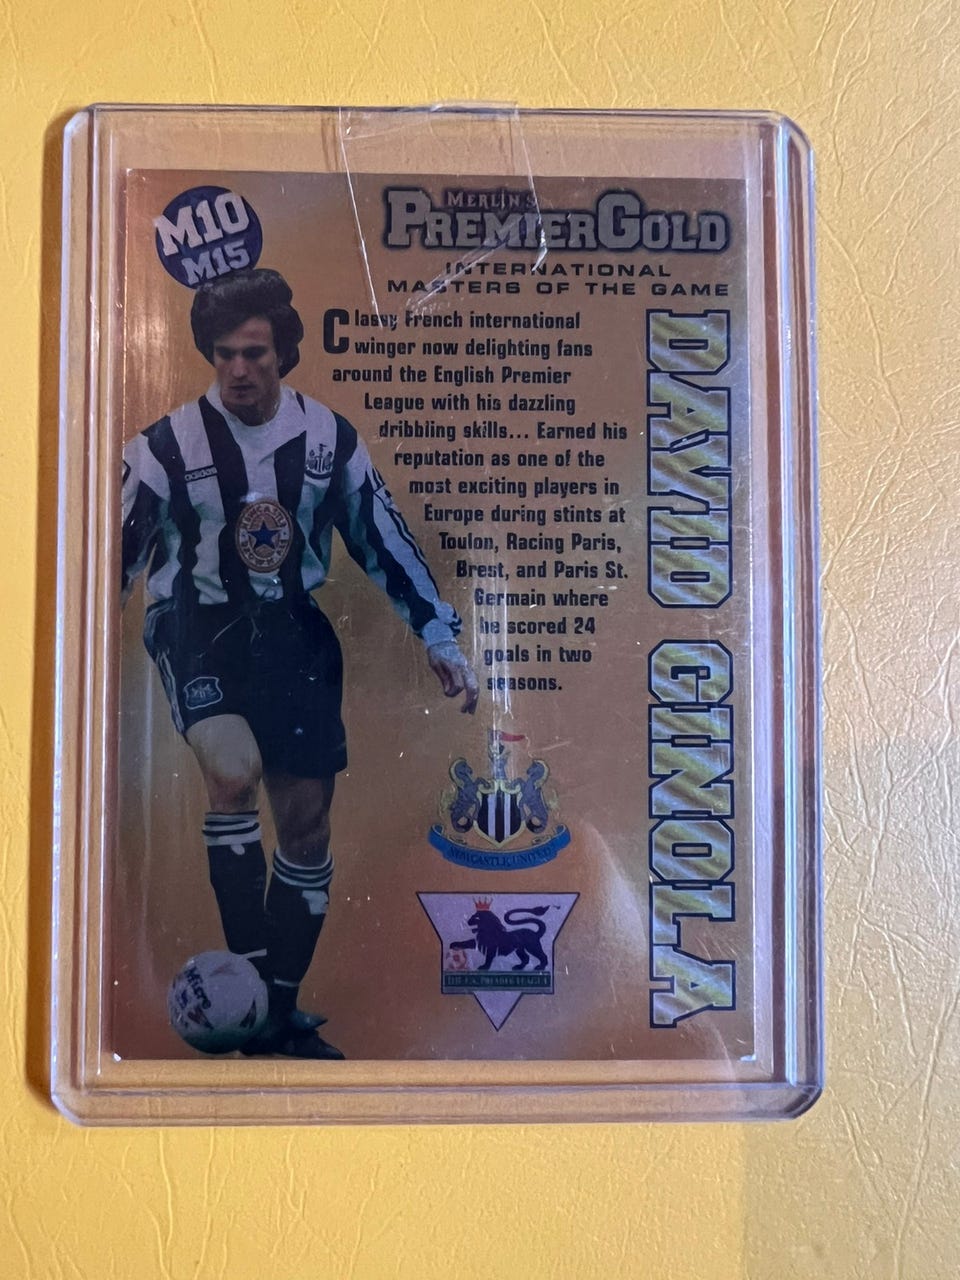 M10
M15
MERLIN'S
PREMIER GOLD
INTERNATIONAL
MASTERS OF THE GAME
Classy French international
winger now delighting fans
around the English Premier
League with his dazzling
dribbling skills... Earned his
reputation as one of the
most exciting players in
Europe during stints at
Toulon, Racing Paris,
Brest, and Paris St.
Germain where
he scored 24
goals in two
seasons.
DAVID GINOLA
adidas
NEWCASTLE
NEWCASTLE UNITED
THE F.A. PREMIER LEAGUE
Mitre